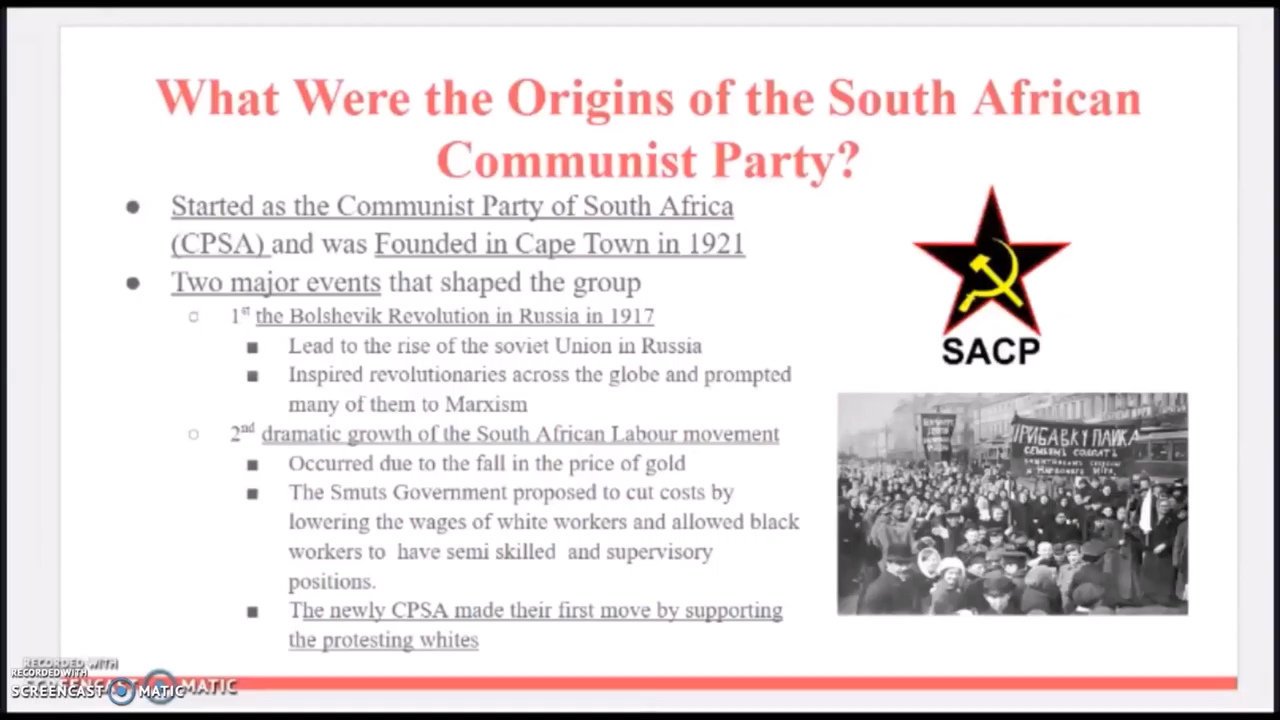 What Were the Origins of the South African
Communist Party?
● Started as the Communist Party of South Africa
(CPSA) and was Founded in Cape Town in 1921
● Two major events that shaped the group
○ 1st the Bolshevik Revolution in Russia in 1917
■ Lead to the rise of the soviet Union in Russia
■ Inspired revolutionaries across the globe and prompted
many of them to Marxism
○ 2nd dramatic growth of the South African Labour movement
■ Occurred due to the fall in the price of gold
■ The Smuts Government proposed to cut costs by
lowering the wages of white workers and allowed black
workers to have semi skilled and supervisory
positions.
■ The newly CPSA made their first move by supporting
the protesting whites
SACP
ПРИБАВКУ ПАЙКА
СЕМЬЯМЪ СОЛДАТЪ
RECORDED WITH
SCREENCAST MATIC
RECORDED WITH
SCREENCAST MATIC